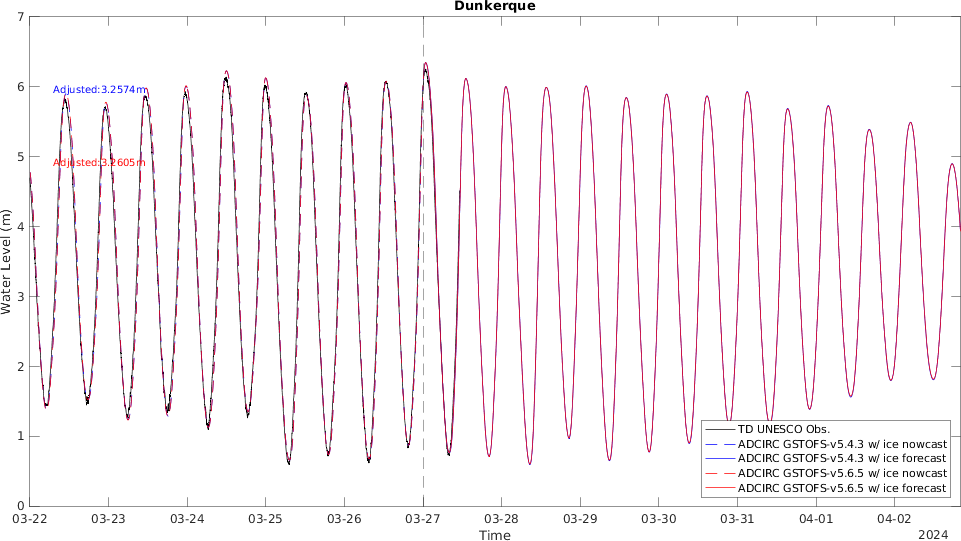 Dunkerque
7
6
5
4
3
2
1
0
Water Level (m)
Adjusted:3.2574m
Adjusted:3.2605m
TD UNESCO Obs.
ADCIRC GSTOFS-v5.4.3 w/ ice nowcast
ADCIRC GSTOFS-v5.4.3 w/ ice forecast
ADCIRC GSTOFS-v5.6.5 w/ ice nowcast
ADCIRC GSTOFS-v5.6.5 w/ ice forecast
03-22 03-23 03-24 03-25 03-26 03-27 03-28 03-29 03-30 03-31 04-01 04-02
Time
2024